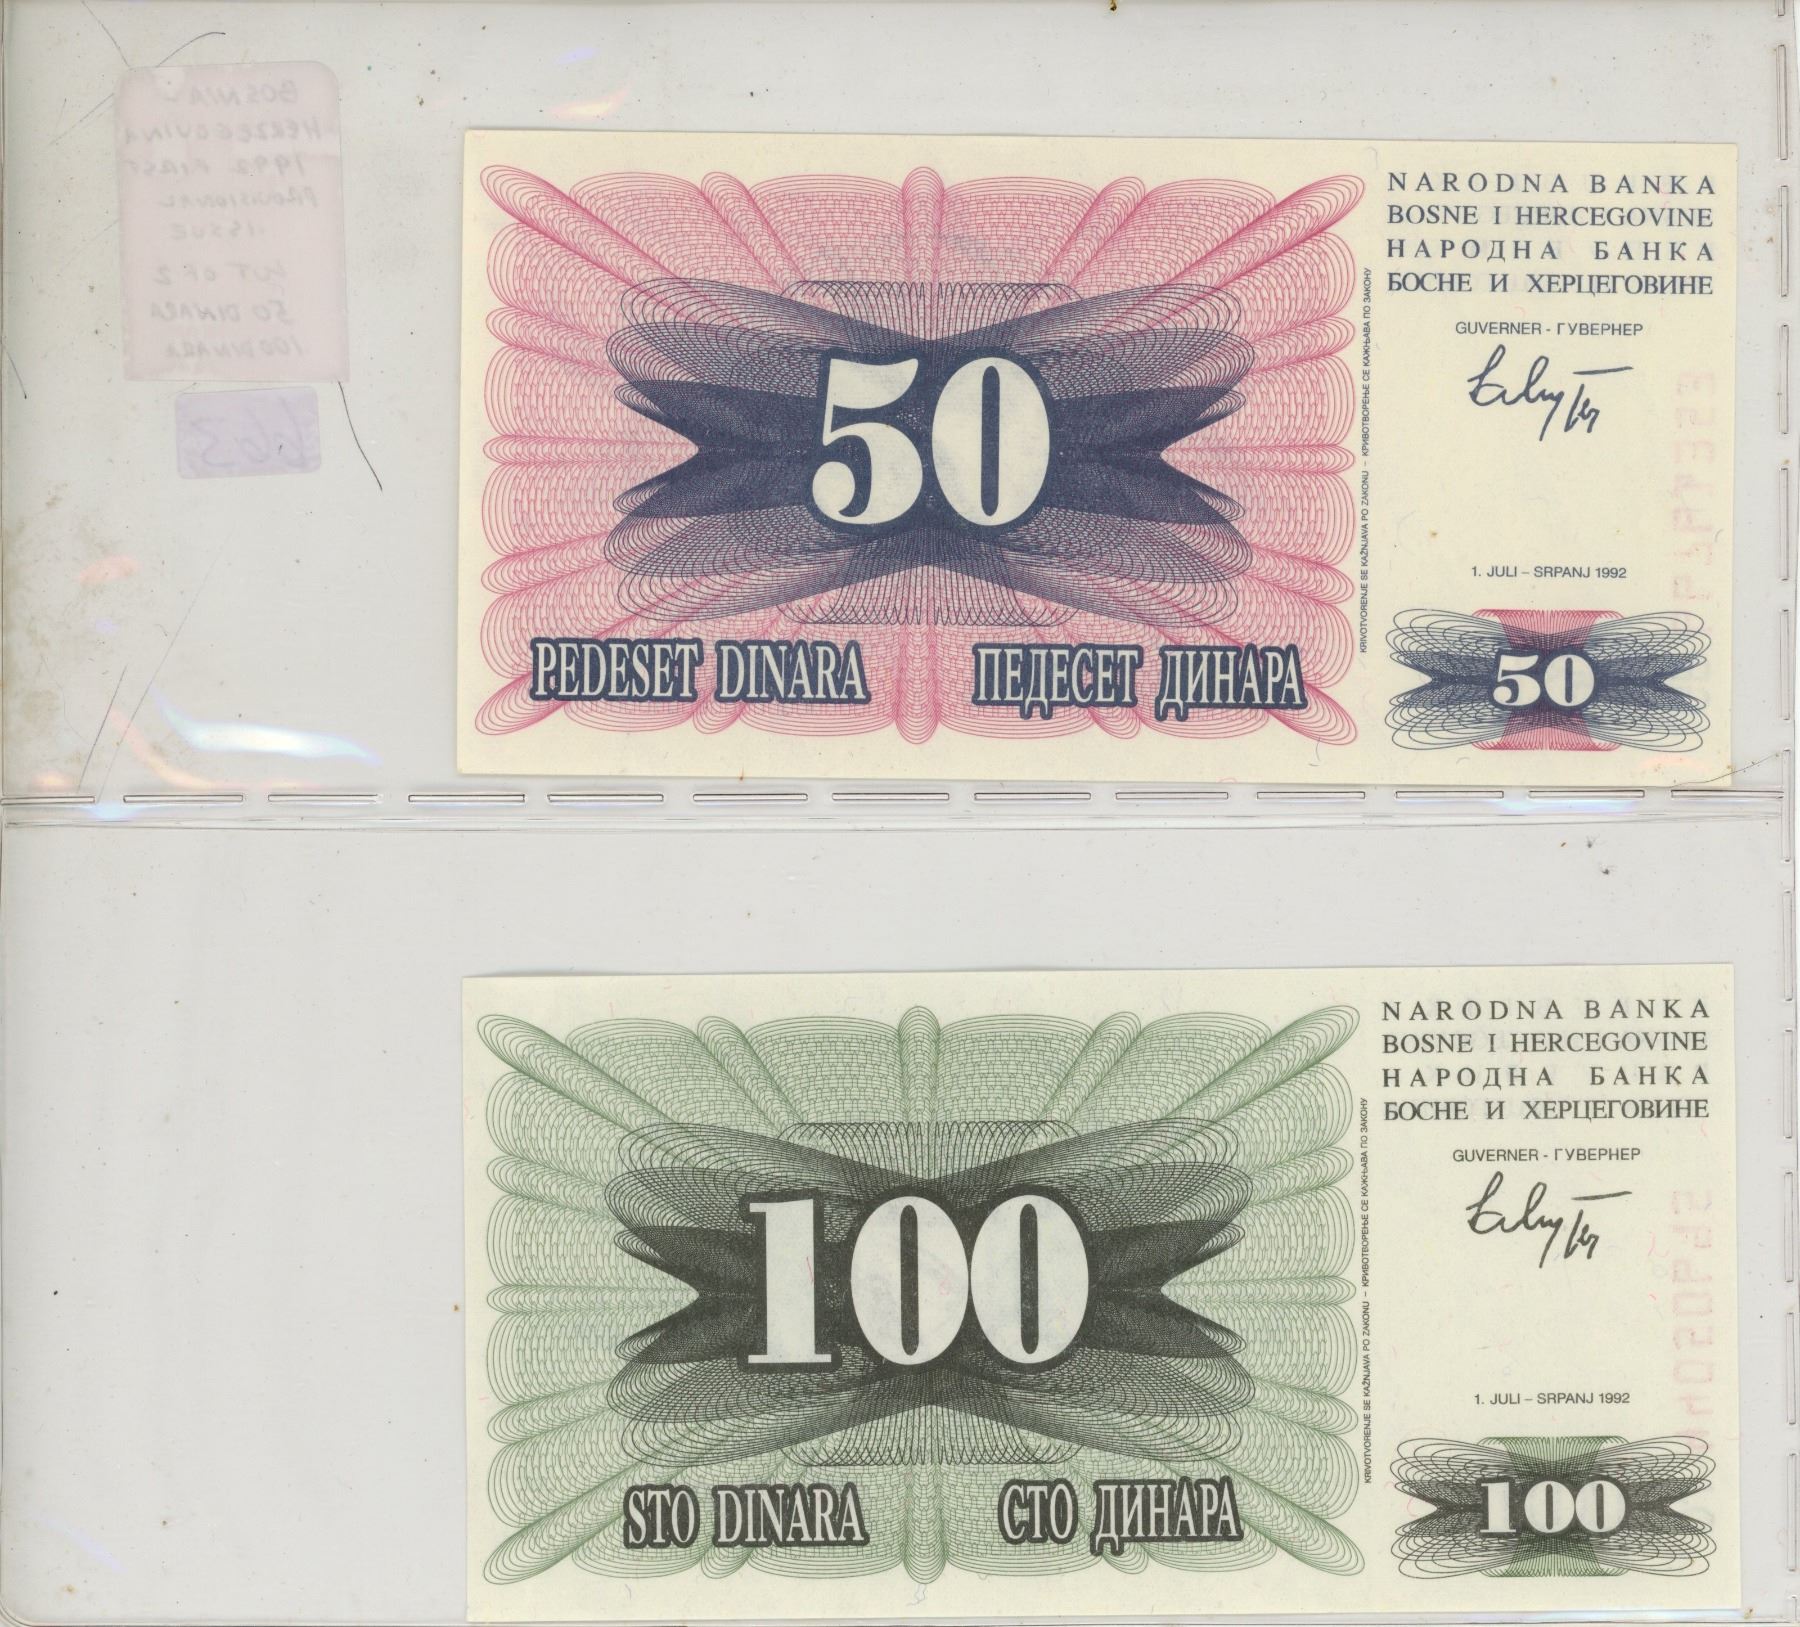 BOSNIA
HERZEGOVINA
1992 FIRST
PROVISIONAL
ISSUE
LOT OF 2
50 DINARA
100 DINARA
NARODNA BANKA
BOSNE I HERCEGOVINE
НАРОДНА БАНКА
БОСНЕ И ХЕРЦЕГОВИНЕ
GUVERNER - ГУВЕРНЕР
50
KRIVOTVORENJE SE KAŽNJAVA PO ZAKONU – КРИВОТВОРЕЊЕ СЕ КАЖЊАВА ПО ЗАКОНУ
1. JULI – SRPANJ 1992
PEDESET DINARA ПЕДЕСЕТ ДИНАРА
50
NARODNA BANKA
BOSNE I HERCEGOVINE
НАРОДНА БАНКА
БОСНЕ И ХЕРЦЕГОВИНЕ
GUVERNER - ГУВЕРНЕР
100
KRIVOTVORENJE SE KAŽNJAVA PO ZAKONU – КРИВОТВОРЕЊЕ СЕ КАЖЊАВА ПО ЗАКОНУ
1. JULI – SRPANJ 1992
STO DINARA СТО ДИНАРА
100